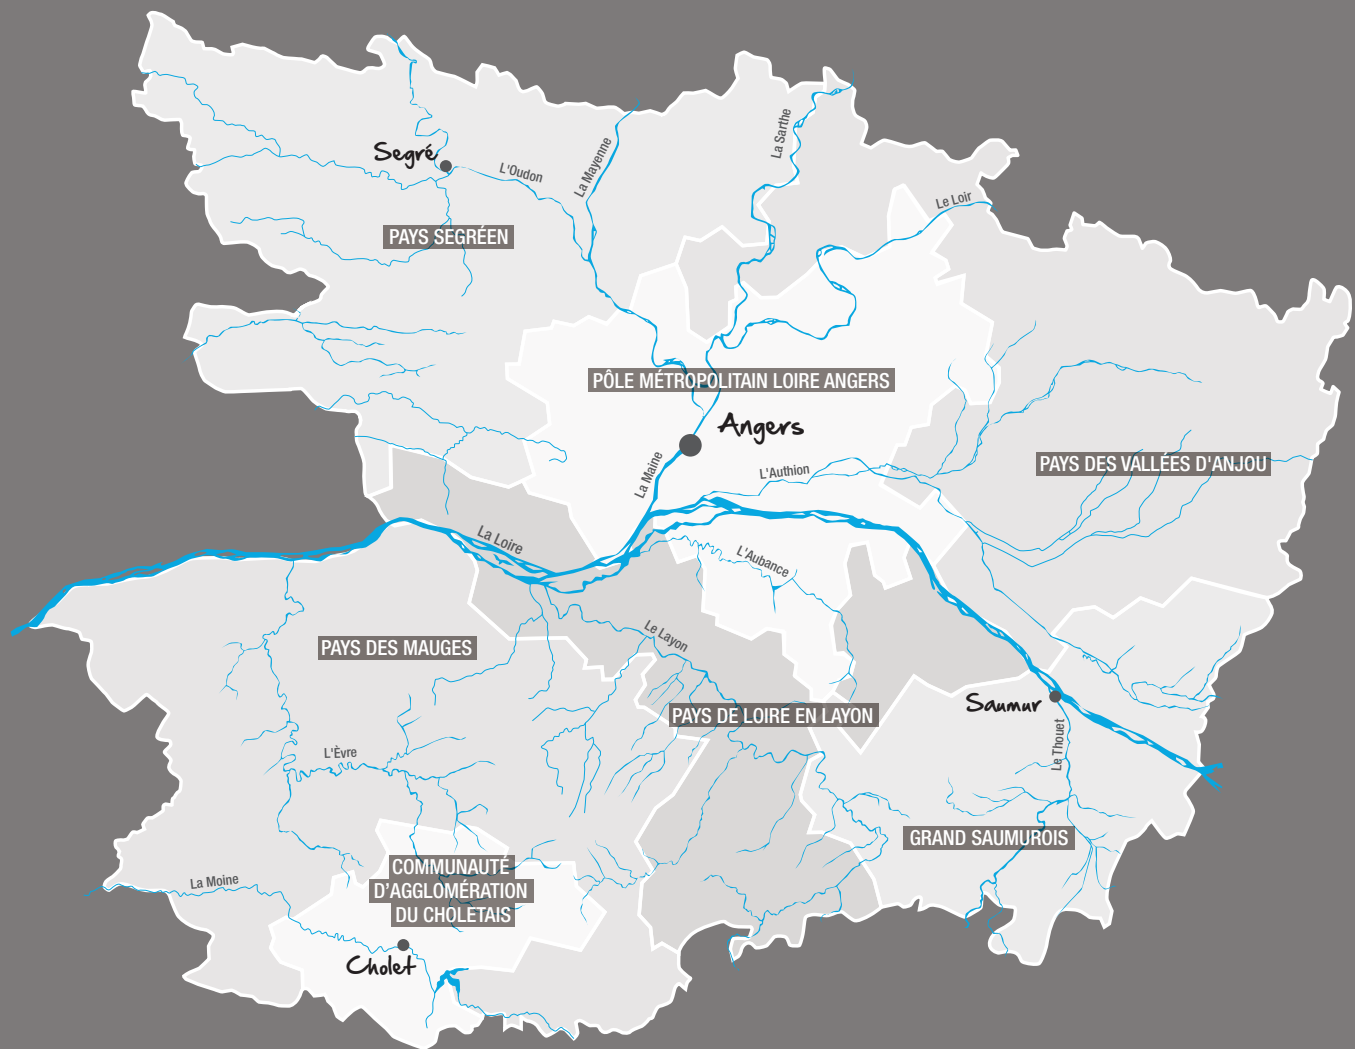 La Sarthe
La Mayenne
Segré
L'Oudon
Le Loir
PAYS SEGRÉEN
PÔLE MÉTROPOLITAIN LOIRE ANGERS
Angers
La Maine
L'Authion
PAYS DES VALLÉES D'ANJOU
La Loire
L'Aubance
Le Layon
PAYS DES MAUGES
Saumur
PAYS DE LOIRE EN LAYON
Le Thouet
L'Èvre
GRAND SAUMUROIS
COMMUNAUTÉ
D'AGGLOMÉRATION
DU CHOLETAIS
La Moine
Cholet